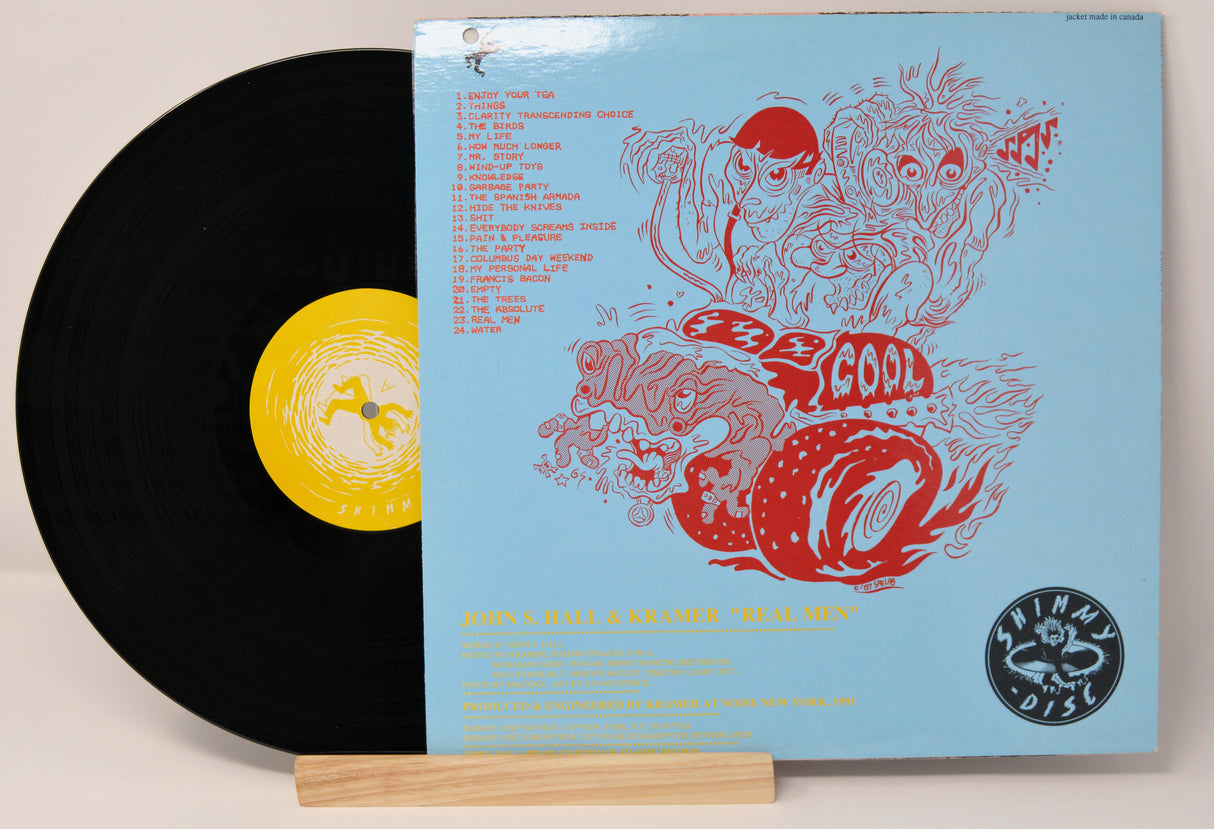 jacket made in canada
1. ENJOY YOUR TEA
2. THINGS
3. CLARITY TRANSCENDING CHOICE
4. THE BIRDS
5. MY LIFE
6. HOW MUCH LONGER
7. MR. STORY
8. WIND-UP TOYS
9. KNOWLEDGE
10. GARBAGE PARTY
11. THE SPANISH ARMADA
12. HIDE THE KNIVES
13. SHIT
14. EVERYBODY SCREAMS INSIDE
15. PAIN & PLEASURE
16. THE PARTY
17. COLUMBUS DAY WEEKEND
18. MY PERSONAL LIFE
19. FRANCIS BACON
20. EMPTY
21. THE TREES
22. THE ABSOLUTE
23. REAL MEN
24. WATER
COOL
A
SHIMM
JOHN S. HALL & KRAMER "REAL MEN"
PRODUCED & ENGINEERED BY KRAMER AT NOISE NEW YORK, 1991
SHIMMY
-DISC